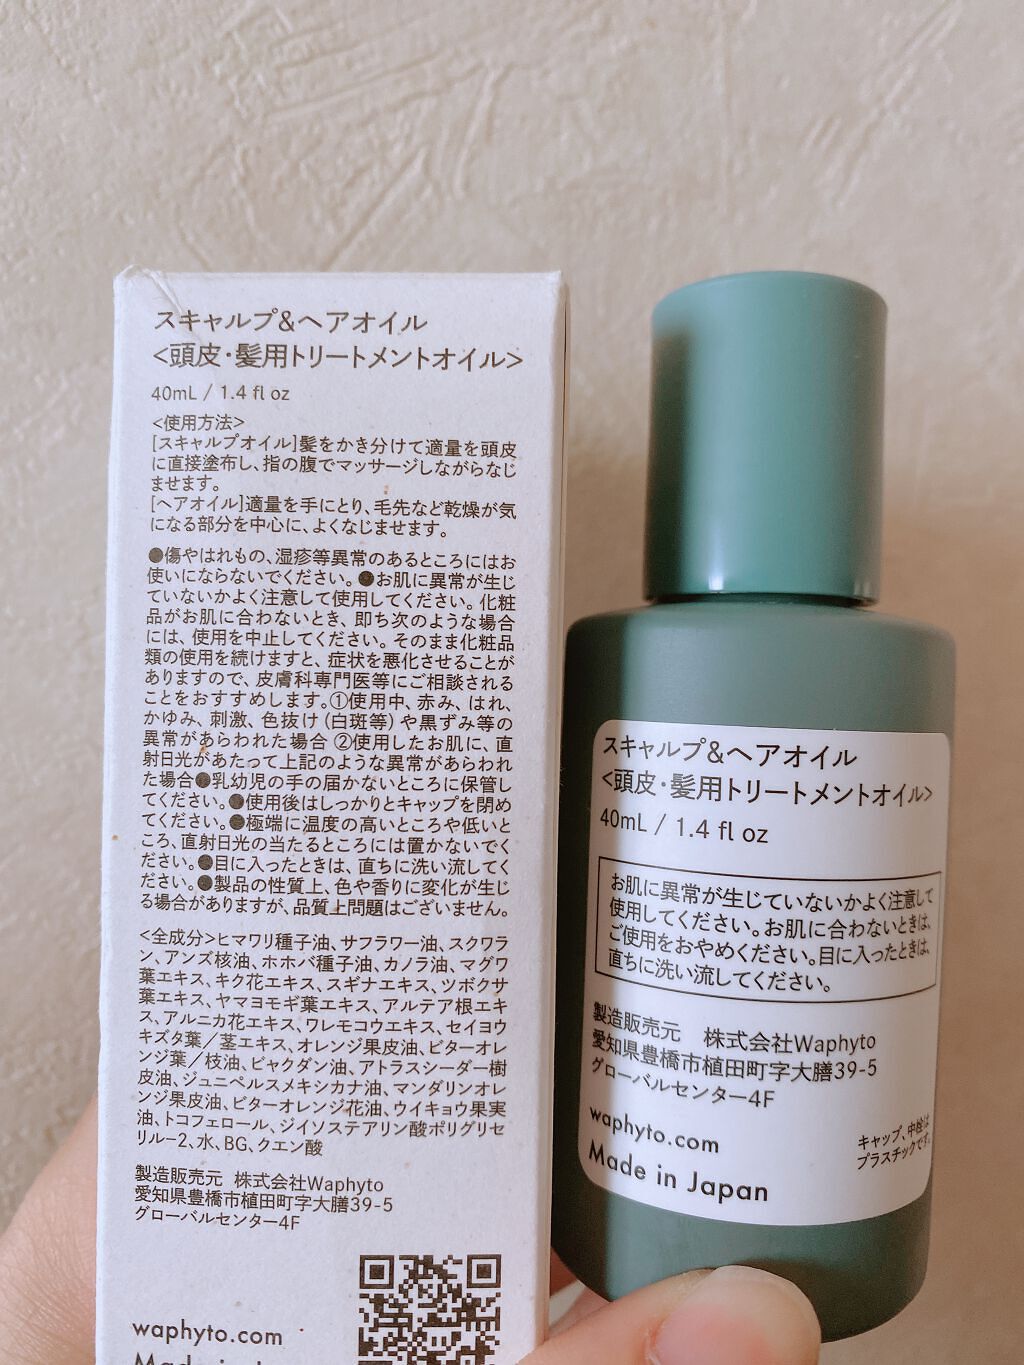 スキャルプ&ヘアオイル
<頭皮・髪用トリートメントオイル>
40mL / 1.4 fl oz
<使用方法>
[スキャルプオイル]髪をかき分けて適量を頭皮
に直接塗布し、指の腹でマッサージしながらなじ
ませます。
[ヘアオイル]適量を手にとり、毛先など乾燥が気
になる部分を中心に、よくなじませます。
●傷やはれもの、湿疹等異常のあるところにはお
使いにならないでください。●お肌に異常が生じ
ていないかよく注意して使用してください。化粧
品がお肌に合わないとき、即ち次のような場合
には、使用を中止してください。そのまま化粧品
類の使用を続けますと、症状を悪化させることが
ありますので、皮膚科専門医等にご相談される
ことをおすすめします。①使用中、赤み、はれ、
かゆみ、刺激、色抜け(白斑等)や黒ずみ等の
異常があらわれた場合 ②使用したお肌に、直
射日光があたって上記のような異常があらわれ
た場合●乳幼児の手の届かないところに保管し
てください。●使用後はしっかりとキャップを閉め
てください。●極端に温度の高いところや低いと
ころ、直射日光の当たるところには置かないでく
ださい。●目に入ったときは、直ちに洗い流してく
ださい。●製品の性質上、色や香りに変化が生じ
る場合がありますが、品質上問題はございません。
<全成分>ヒマワリ種子油、サフラワー油、スクワラ
ン、アンズ核油、ホホバ種子油、カノラ油、マグワ
葉エキス、キク花エキス、スギナエキス、ツボクサ
葉エキス、ヤマヨモギ葉エキス、アルテア根エキ
ス、アルニカ花エキス、ワレモコウエキス、セイヨウ
キズタ葉/茎エキス、オレンジ果皮油、ビターオレ
ンジ葉/枝油、ビャクダン油、アトラスシーダー樹
皮油、ジュニペルスメキシカナ油、マンダリンオレ
ンジ果皮油、ビターオレンジ花油、ウイキョウ果実
油、トコフェロール、ジイソステアリン酸ポリグリセ
リル-2、水、BG、クエン酸
製造販売元 株式会社Waphyto
愛知県豊橋市植田町字大膳39-5
グローバルセンター4F
waphyto.com
Made in Ja
スキャルプ&ヘアオイル
<頭皮・髪用トリートメントオイル>
40mL / 1.4 fl oz
お肌に異常が生じていないかよく注意して
使用してください。お肌に合わないときは、
ご使用をおやめください。目に入ったときは、
直ちに洗い流してください。
製造販売元 株式会社Waphyto
愛知県豊橋市植田町字大膳39-5
グローバルセンター4F
waphyto.com
キャップ、中栓は
プラスチックです。
Made in Japan